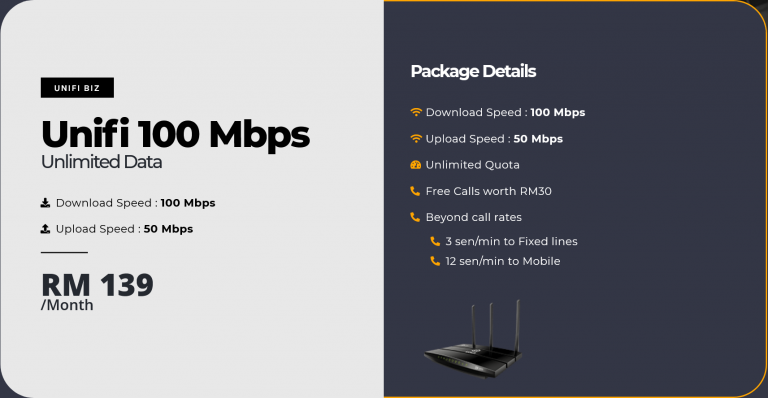 UNIFI BIZ
Unifi 100 Mbps
Unlimited Data
Download Speed : 100 Mbps
Upload Speed : 50 Mbps
RM 139
/Month
Package Details
Download Speed : 100 Mbps
Upload Speed : 50 Mbps
Unlimited Quota
Free Calls worth RM30
Beyond call rates
3 sen/min to Fixed lines
12 sen/min to Mobile